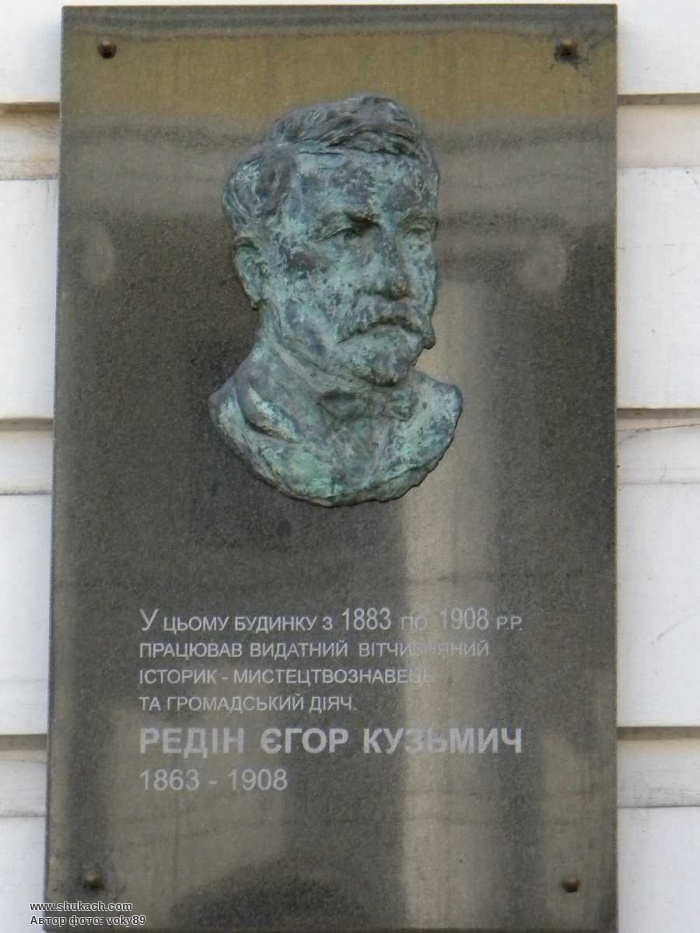 У ЦЬОМУ БУДИНКУ З 1883 ПО 1908 Р.Р.
ПРАЦЮВАВ ВИДАТНИЙ ВІТЧИЗНЯНИЙ
ІСТОРИК - МИСТЕЦТВОЗНАВЕЦЬ
ТА ГРОМАДСЬКИЙ ДІЯЧ.
РЕДІН ЄГОР КУЗЬМИЧ
1863 - 1908
www.shukach.com
Автор фото: voky89